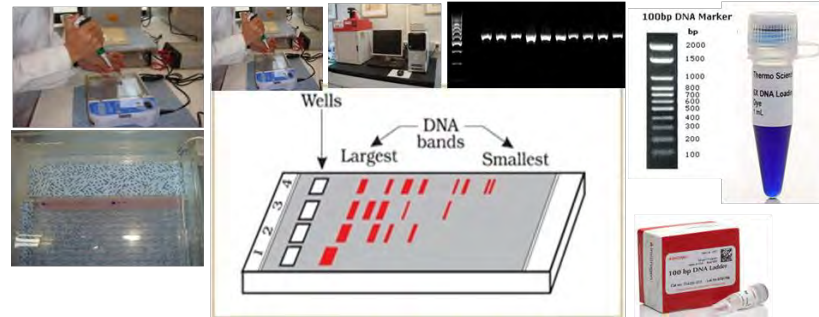 Wells
DNA
bands
Largest
Smallest
4
3
2
1
100bp DNA Marker
bp
2000
1500
1000
800
700
600
500
400
300
200
100
Thermo Scientific
6X DNA Loading
Dye
1 mL
100 bp DNA Ladder